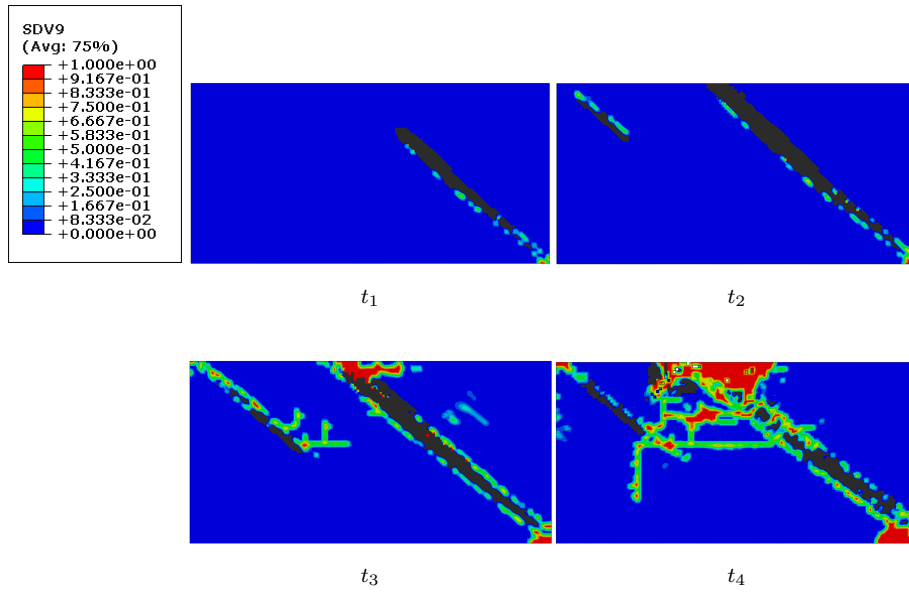 SDV9
(Avg: 75%)
+1.000e+00
+9.167e-01
+8.333e-01
+7.500e-01
+6.667e-01
+5.833e-01
+5.000e-01
+4.167e-01
+3.333e-01
+2.500e-01
+1.667e-01
+8.333e-02
+0.000e+00
t₁
t₂
t₃
t₄